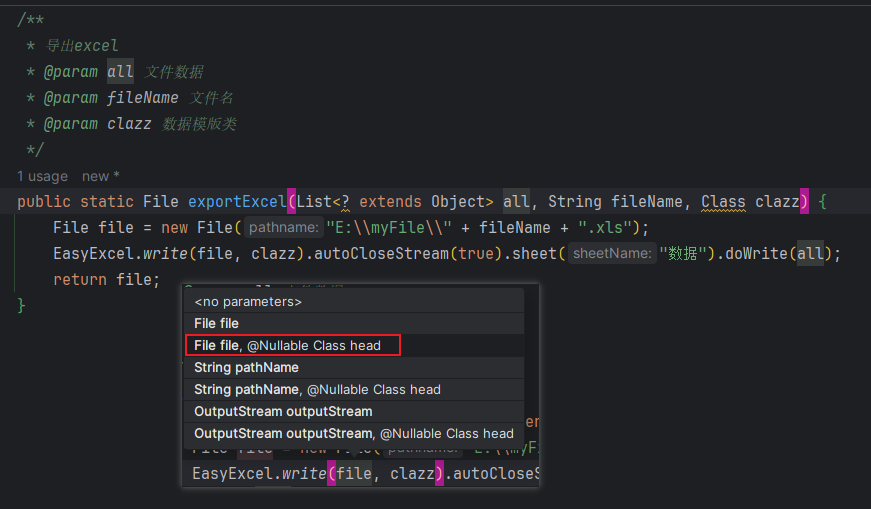 /**
* 导出excel
* @param all 文件数据
* @param fileName 文件名
* @param clazz 数据模版类
*/
1 usage new *
public static File exportExcel(List<? extends Object> all, String fileName, Class clazz) {
File file = new File( pathname: "E:\\myFile\\" + fileName + ".xls");
EasyExcel.write(file, clazz).autoCloseStream(true).sheet( sheetName: "数据").doWrite(all);
return file;
}
<no parameters>
File file
File file, @Nullable Class head
String pathName
String pathName, @Nullable Class head
OutputStream outputStream
OutputStream outputStream, @Nullable Class head
EasyExcel.write(file, clazz).autoCloseS